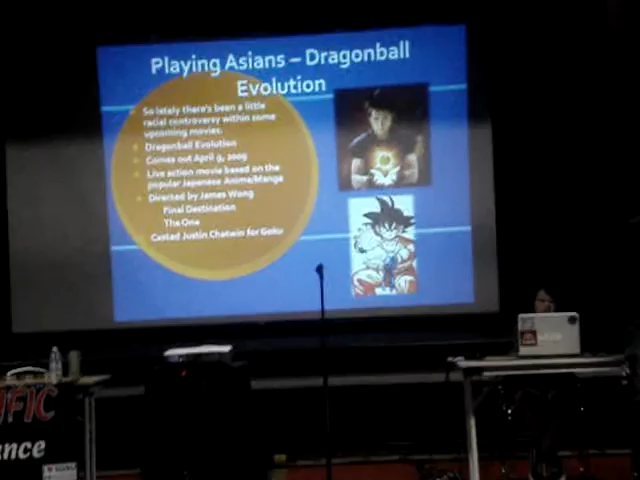 Playing Asians – Dragonball
Evolution
So lately there's been a little
racial controversy within some
upcoming movies.
Dragonball Evolution
Comes out April 9, 2009
Live action movie based on the
popular Japanese Anime/Manga
Directed by James Wong
Final Destination
The One
Casted Justin Chatwin for Goku
IFIC
ance